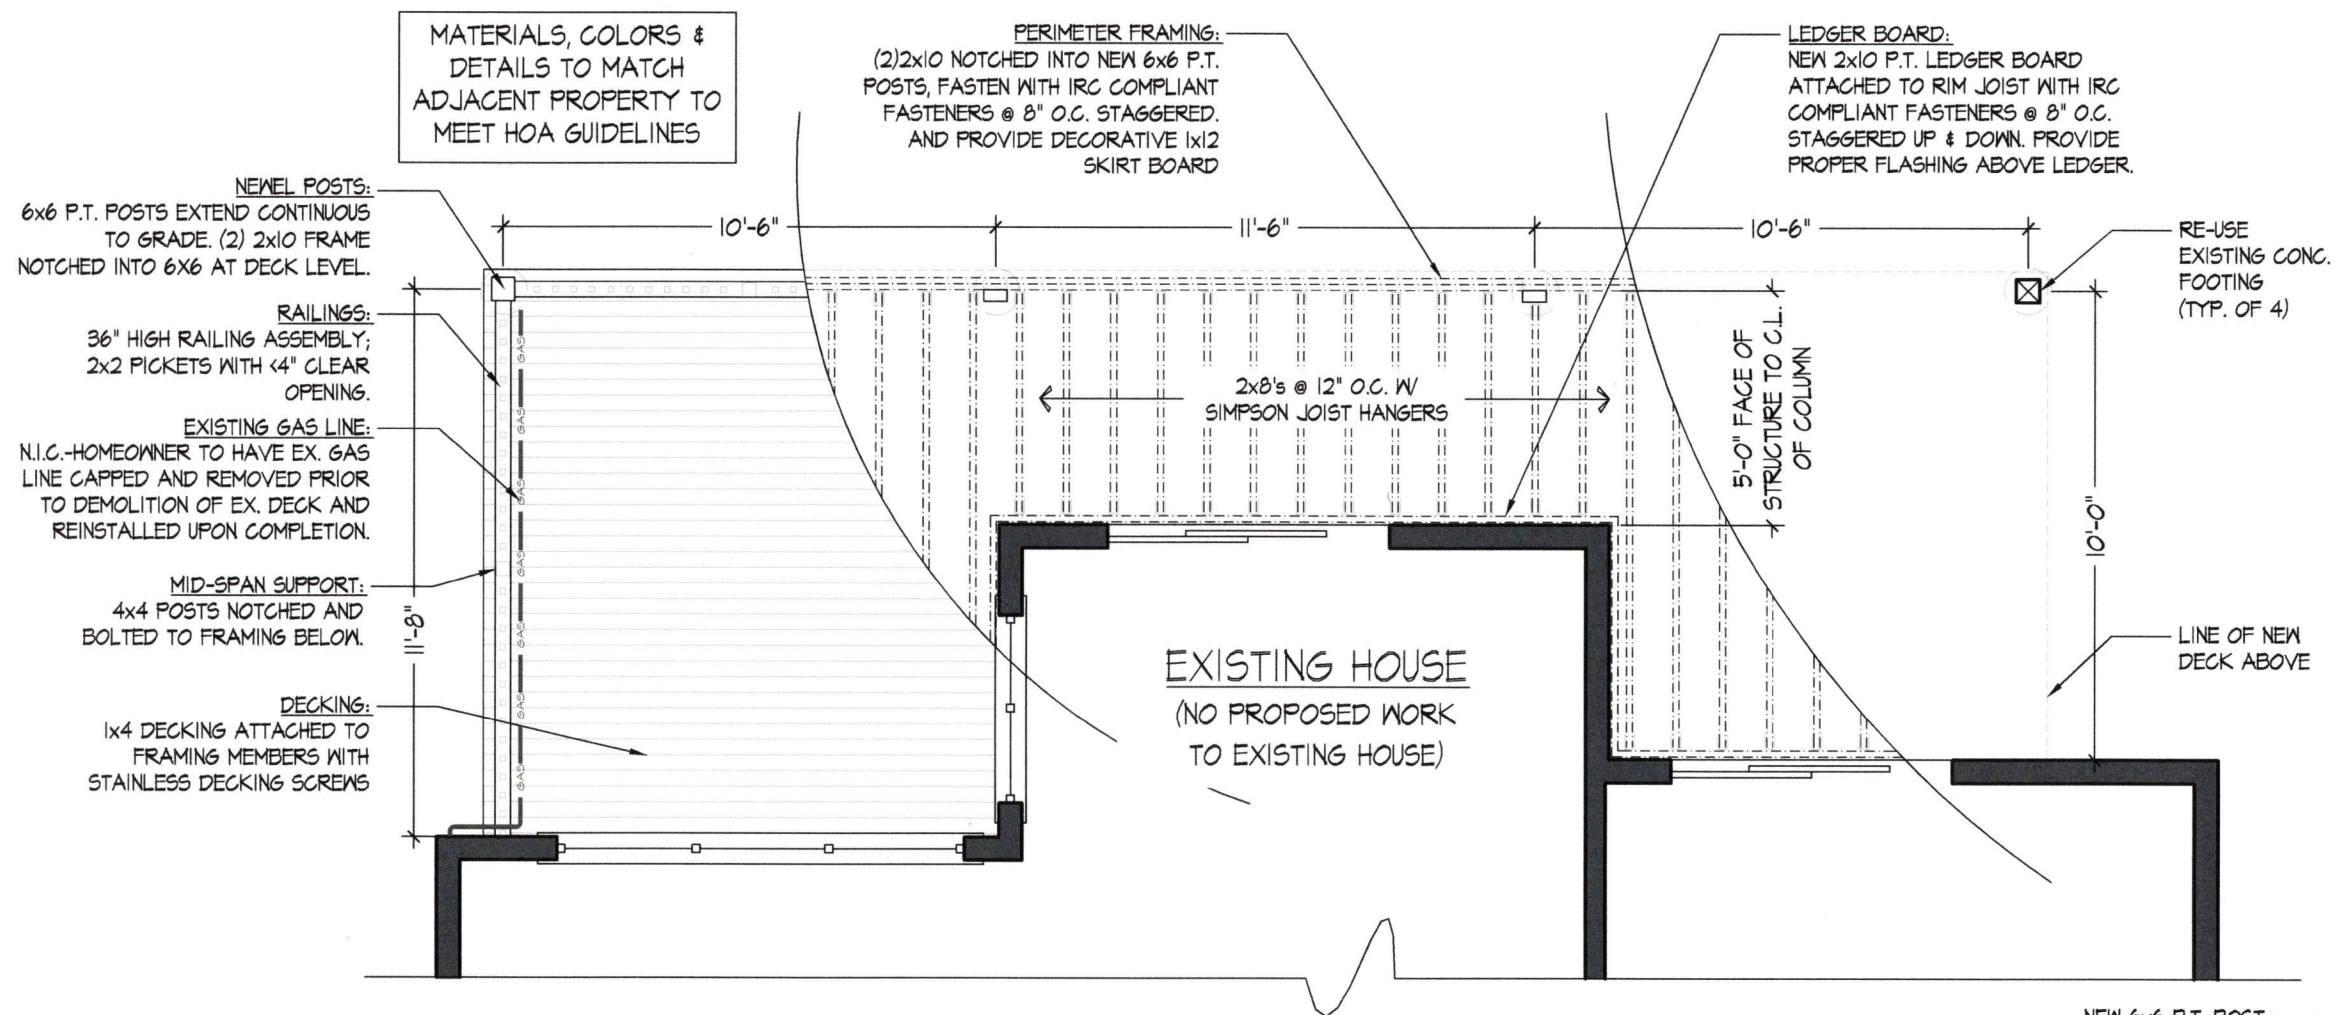 MATERIALS, COLORS &
DETAILS TO MATCH
ADJACENT PROPERTY TO
MEET HOA GUIDELINES
PERIMETER FRAMING:
(2)2x10 NOTCHED INTO NEW 6x6 P.T.
POSTS, FASTEN WITH IRC COMPLIANT
FASTENERS @ 8" O.C. STAGGERED.
AND PROVIDE DECORATIVE 1x12
SKIRT BOARD
LEDGER BOARD:
NEW 2x10 P.T. LEDGER BOARD
ATTACHED TO RIM JOIST WITH IRC
COMPLIANT FASTENERS @ 8" O.C.
STAGGERED UP & DOWN. PROVIDE
PROPER FLASHING ABOVE LEDGER.
NEWEL POSTS:
6x6 P.T. POSTS EXTEND CONTINUOUS
TO GRADE. (2) 2x10 FRAME
NOTCHED INTO 6X6 AT DECK LEVEL.
10'-6"
11'-6"
10'-6"
RE-USE
EXISTING CONC.
FOOTING
(TYP. OF 4)
RAILINGS:
36" HIGH RAILING ASSEMBLY;
2x2 PICKETS WITH <4" CLEAR
OPENING.
EXISTING GAS LINE:
N.I.C.-HOMEOWNER TO HAVE EX. GAS
LINE CAPPED AND REMOVED PRIOR
TO DEMOLITION OF EX. DECK AND
REINSTALLED UPON COMPLETION.
MID-SPAN SUPPORT:
4x4 POSTS NOTCHED AND
BOLTED TO FRAMING BELOW.
DECKING:
1x4 DECKING ATTACHED TO
FRAMING MEMBERS WITH
STAINLESS DECKING SCREWS
11'-8"
GAS
GAS
GAS
GAS
GAS
GAS
GAS
2x8's @ 12" O.C. W/
SIMPSON JOIST HANGERS
5'-0" FACE OF
STRUCTURE TO C.L.
OF COLUMN
10'-0"
EXISTING HOUSE
(NO PROPOSED WORK
TO EXISTING HOUSE)
LINE OF NEW
DECK ABOVE
NEW 6x6 P.T. POST